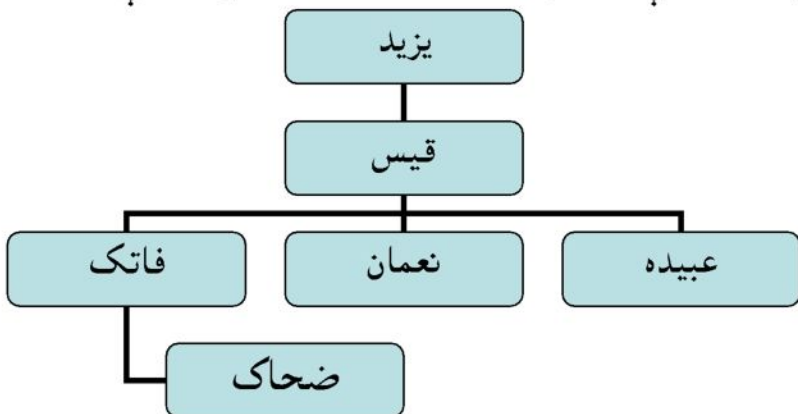 یزید
قیس
عبیده
نعمان
فاتک
ضحاک